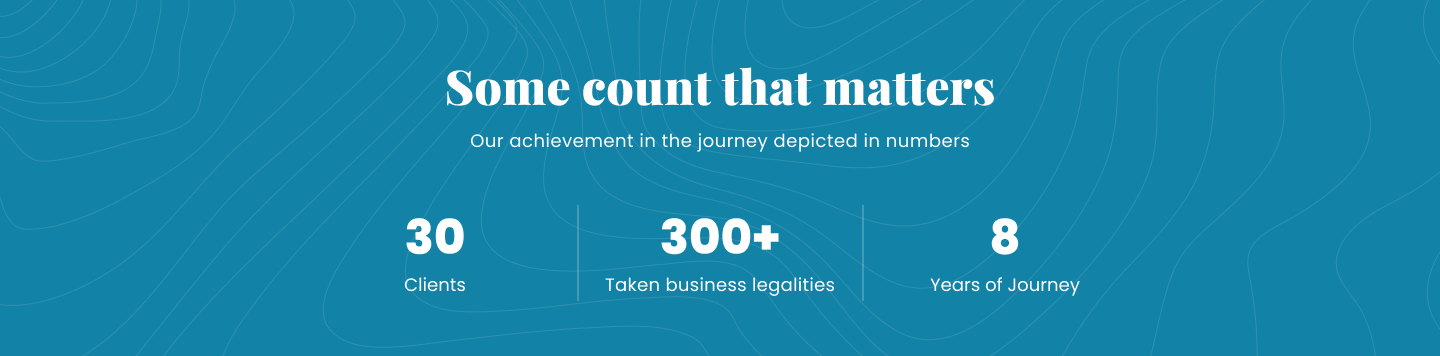 Some count that matters
Our achievement in the journey depicted in numbers
30
Clients
300+
Taken business legalities
8
Years of Journey